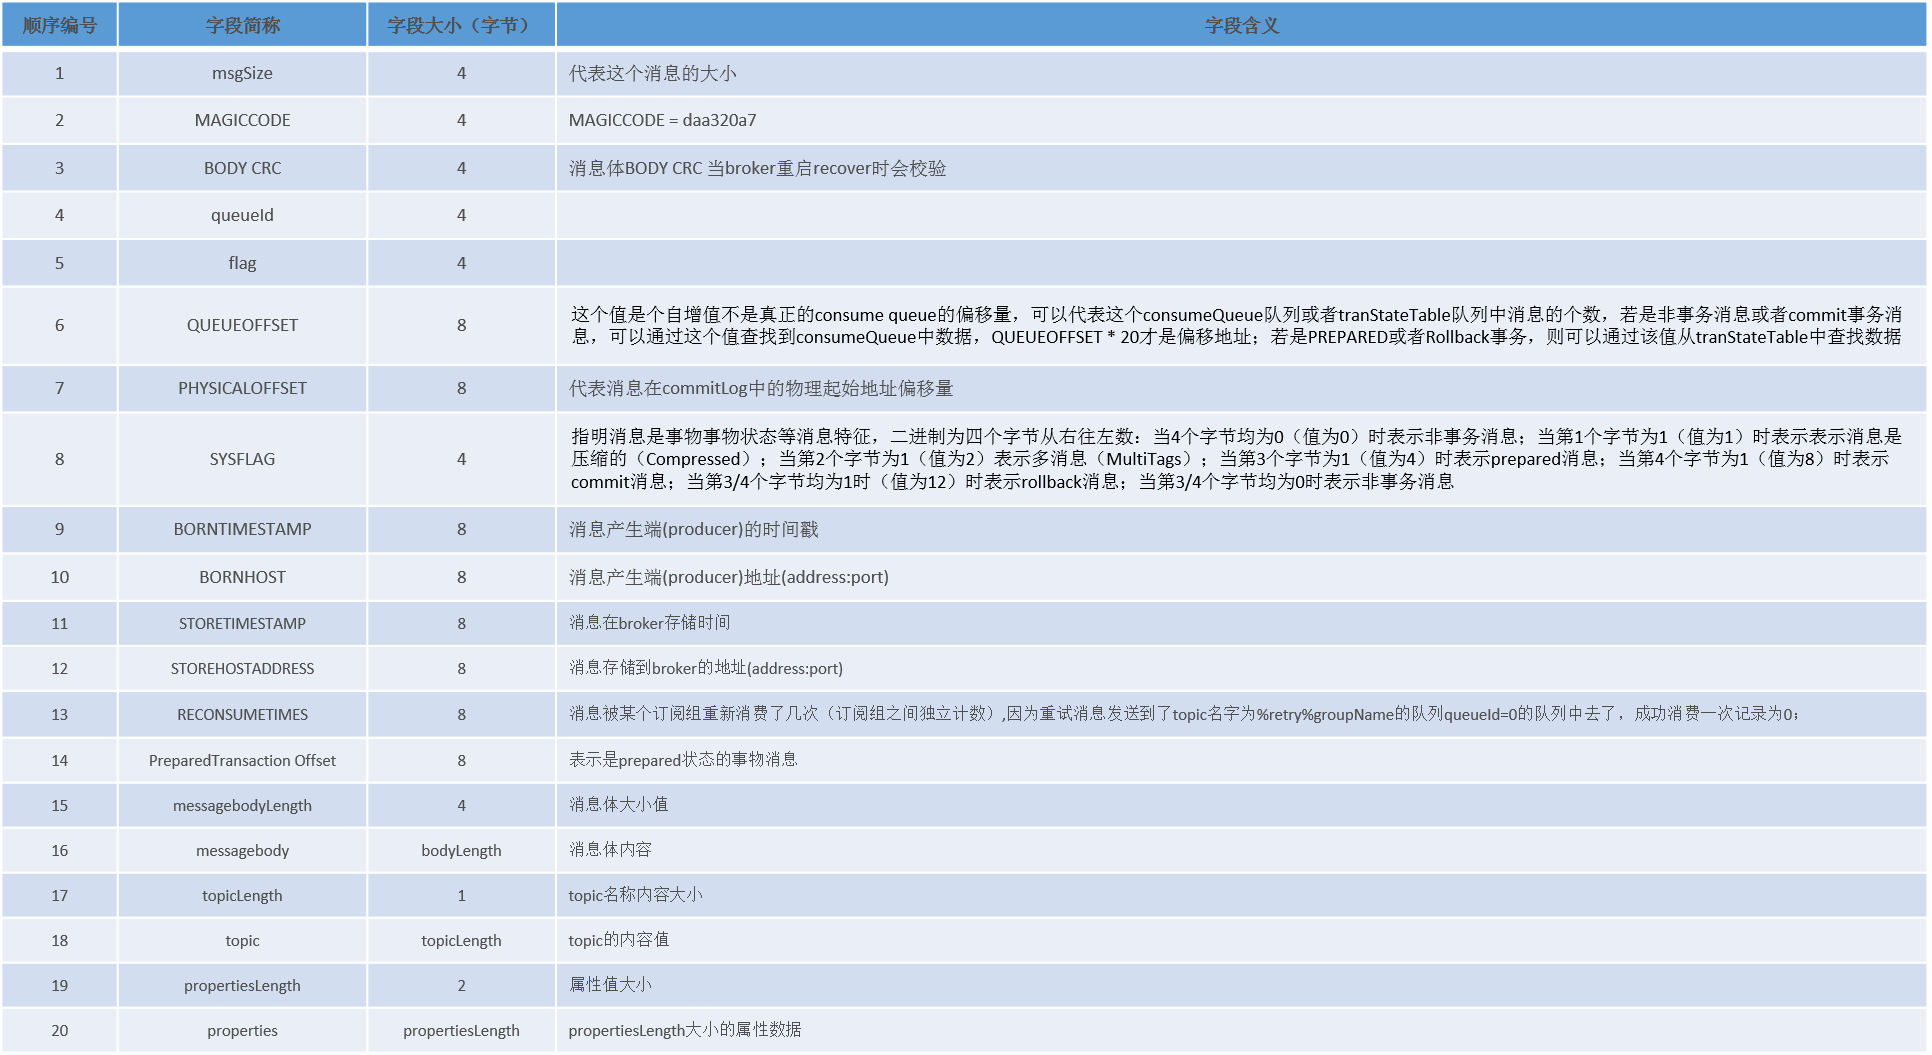 顺序编号 字段简称 字段大小（字节） 字段含义
1 msgSize 4 代表这个消息的大小
2 MAGICCODE 4 MAGICCODE = daa320a7
3 BODY CRC 4 消息体BODY CRC 当broker重启recover时会校验
4 queueId 4
5 flag 4
6 QUEUEOFFSET 8 这个值是个自增值不是真正的consume queue的偏移量，可以代表这个consumeQueue队列或者tranStateTable队列中消息的个数，若是非事务消息或者commit事务消
息，可以通过这个值查找到consumeQueue中数据，QUEUEOFFSET * 20才是偏移地址；若是PREPARED或者Rollback事务，则可以通过该值从tranStateTable中查找数据
7 PHYSICALOFFSET 8 代表消息在commitLog中的物理起始地址偏移量
8 SYSFLAG 4 指明消息是事物事物状态等消息特征，二进制为四个字节从右往左数：当4个字节均为0（值为0）时表示非事务消息；当第1个字节为1（值为1）时表示表示消息是
压缩的（Compressed）；当第2个字节为1（值为2）表示多消息（MultiTags）；当第3个字节为1（值为4）时表示prepared消息；当第4个字节为1（值为8）时表示
commit消息；当第3/4个字节均为1时（值为12）时表示rollback消息；当第3/4个字节均为0时表示非事务消息
9 BORNTIMESTAMP 8 消息产生端(producer)的时间戳
10 BORNHOST 8 消息产生端(producer)地址(address:port)
11 STORETIMESTAMP 8 消息在broker存储时间
12 STOREHOSTADDRESS 8 消息存储到broker的地址(address:port)
13 RECONSUMETIMES 8 消息被某个订阅组重新消费了几次（订阅组之间独立计数）,因为重试消息发送到了topic名字为%retry%groupName的队列queueId=0的队列中去了，成功消费一次记录为0；
14 PreparedTransaction Offset 8 表示是prepared状态的事物消息
15 messagebodyLength 4 消息体大小值
16 messagebody bodyLength 消息体内容
17 topicLength 1 topic名称内容大小
18 topic topicLength topic的内容值
19 propertiesLength 2 属性值大小
20 properties propertiesLength propertiesLength大小的属性数据